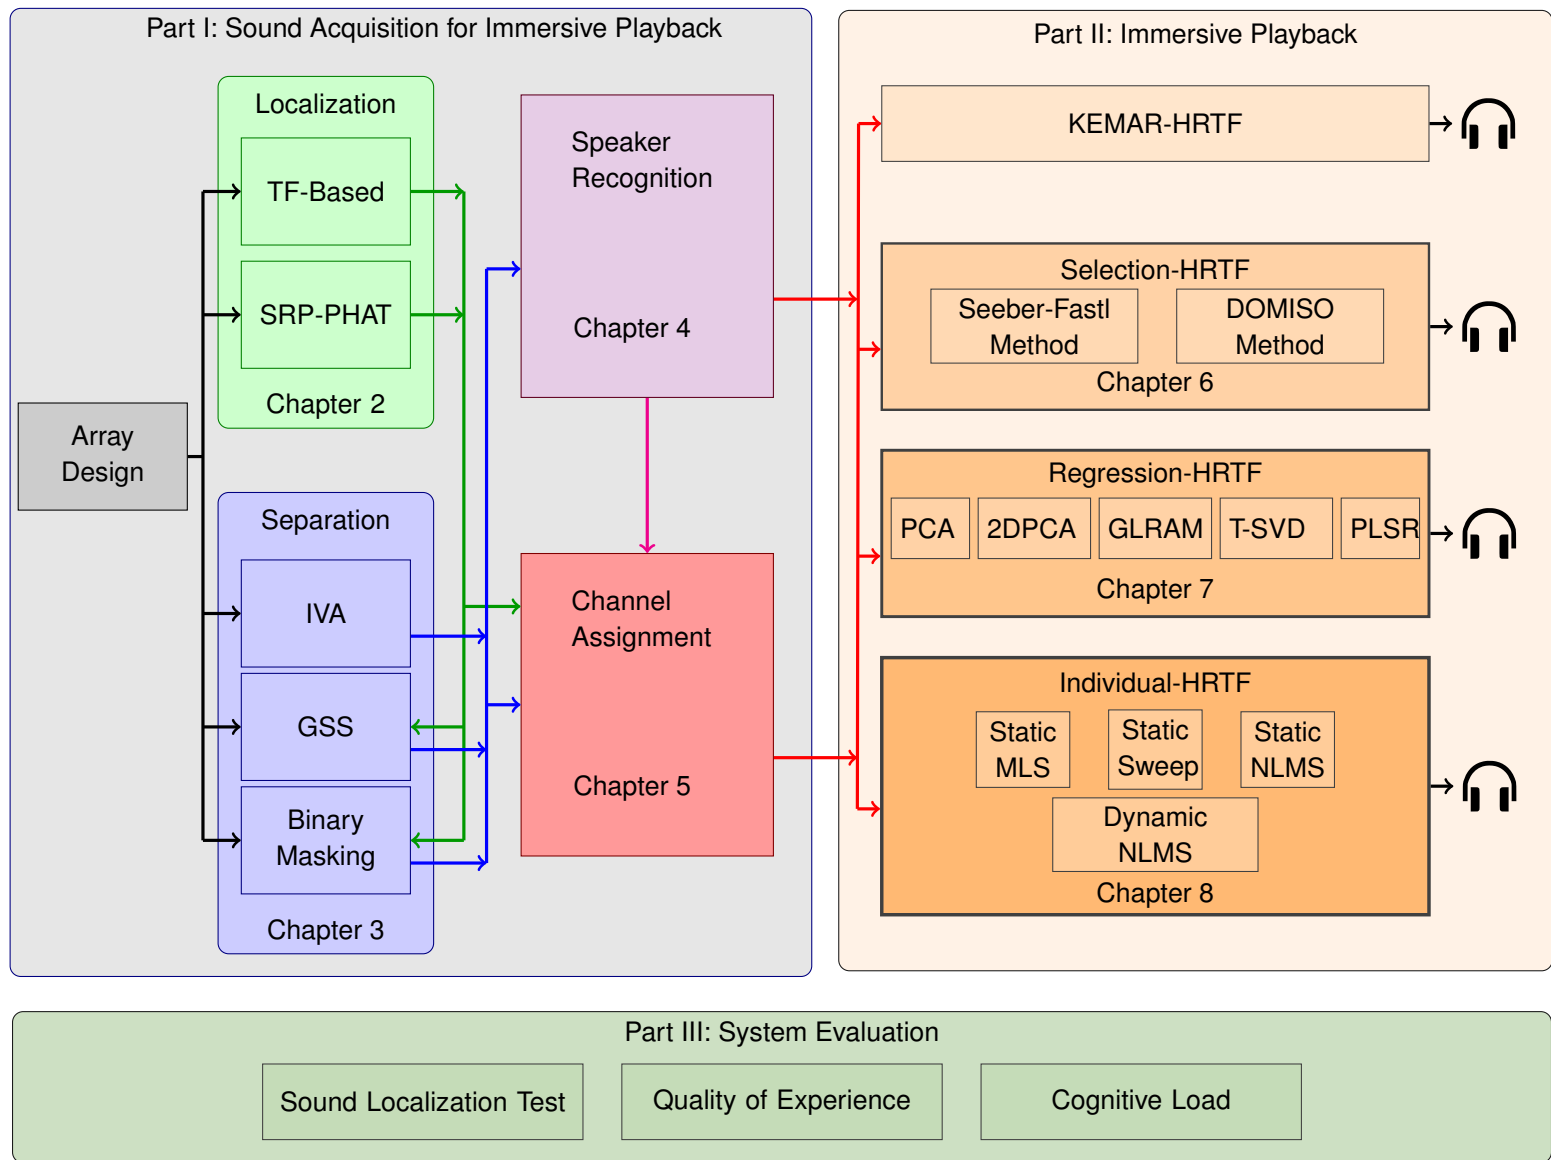 Part I: Sound Acquisition for Immersive Playback
Localization
TF-Based
SRP-PHAT
Chapter 2
Array
Design
Separation
IVA
GSS
Binary
Masking
Chapter 3
Speaker
Recognition
Chapter 4
Channel
Assignment
Chapter 5
Part II: Immersive Playback
KEMAR-HRTF
Selection-HRTF
Seeber-Fastl
Method
DOMISO
Method
Chapter 6
Regression-HRTF
PCA
2DPCA
GLRAM
T-SVD
PLSR
Chapter 7
Individual-HRTF
Static
MLS
Static
Sweep
Static
NLMS
Dynamic
NLMS
Chapter 8
Part III: System Evaluation
Sound Localization Test
Quality of Experience
Cognitive Load